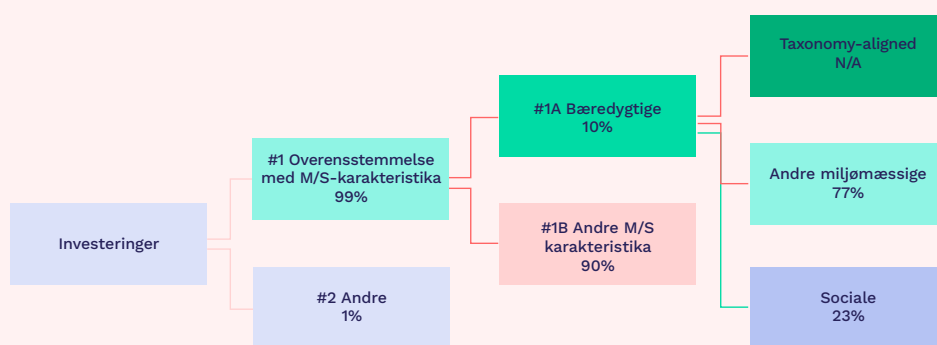 Investeringer
#1 Overensstemmelse
med M/S-karakteristika
99%
#2 Andre
1%
#1A Bæredygtige
10%
#1B Andre M/S
karakteristika
90%
Taxonomy-aligned
N/A
Andre miljømæssige
77%
Sociale
23%